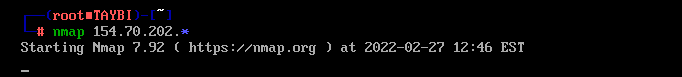 ┌──(root■TAYBI)-[~]
└─# nmap 154.70.202.*
Starting Nmap 7.92 ( https://nmap.org ) at 2022-02-27 12:46 EST